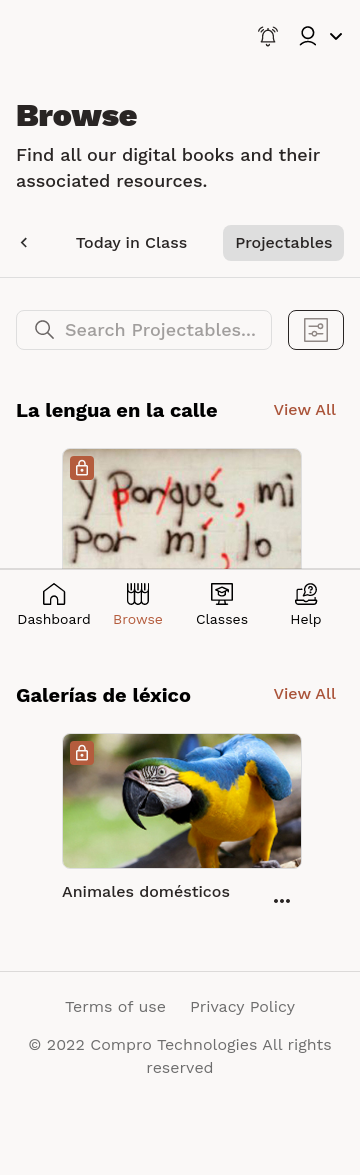 Browse
Find all our digital books and their
associated resources.
Today in Class
Projectables
Search Projectables...
La lengua en la calle
View All
y Porqué, mi
Por mí, lo
Dashboard
Browse
Classes
Help
Galerías de léxico
View All
Animales domésticos
Terms of use
Privacy Policy
© 2022 Compro Technologies All rights
reserved